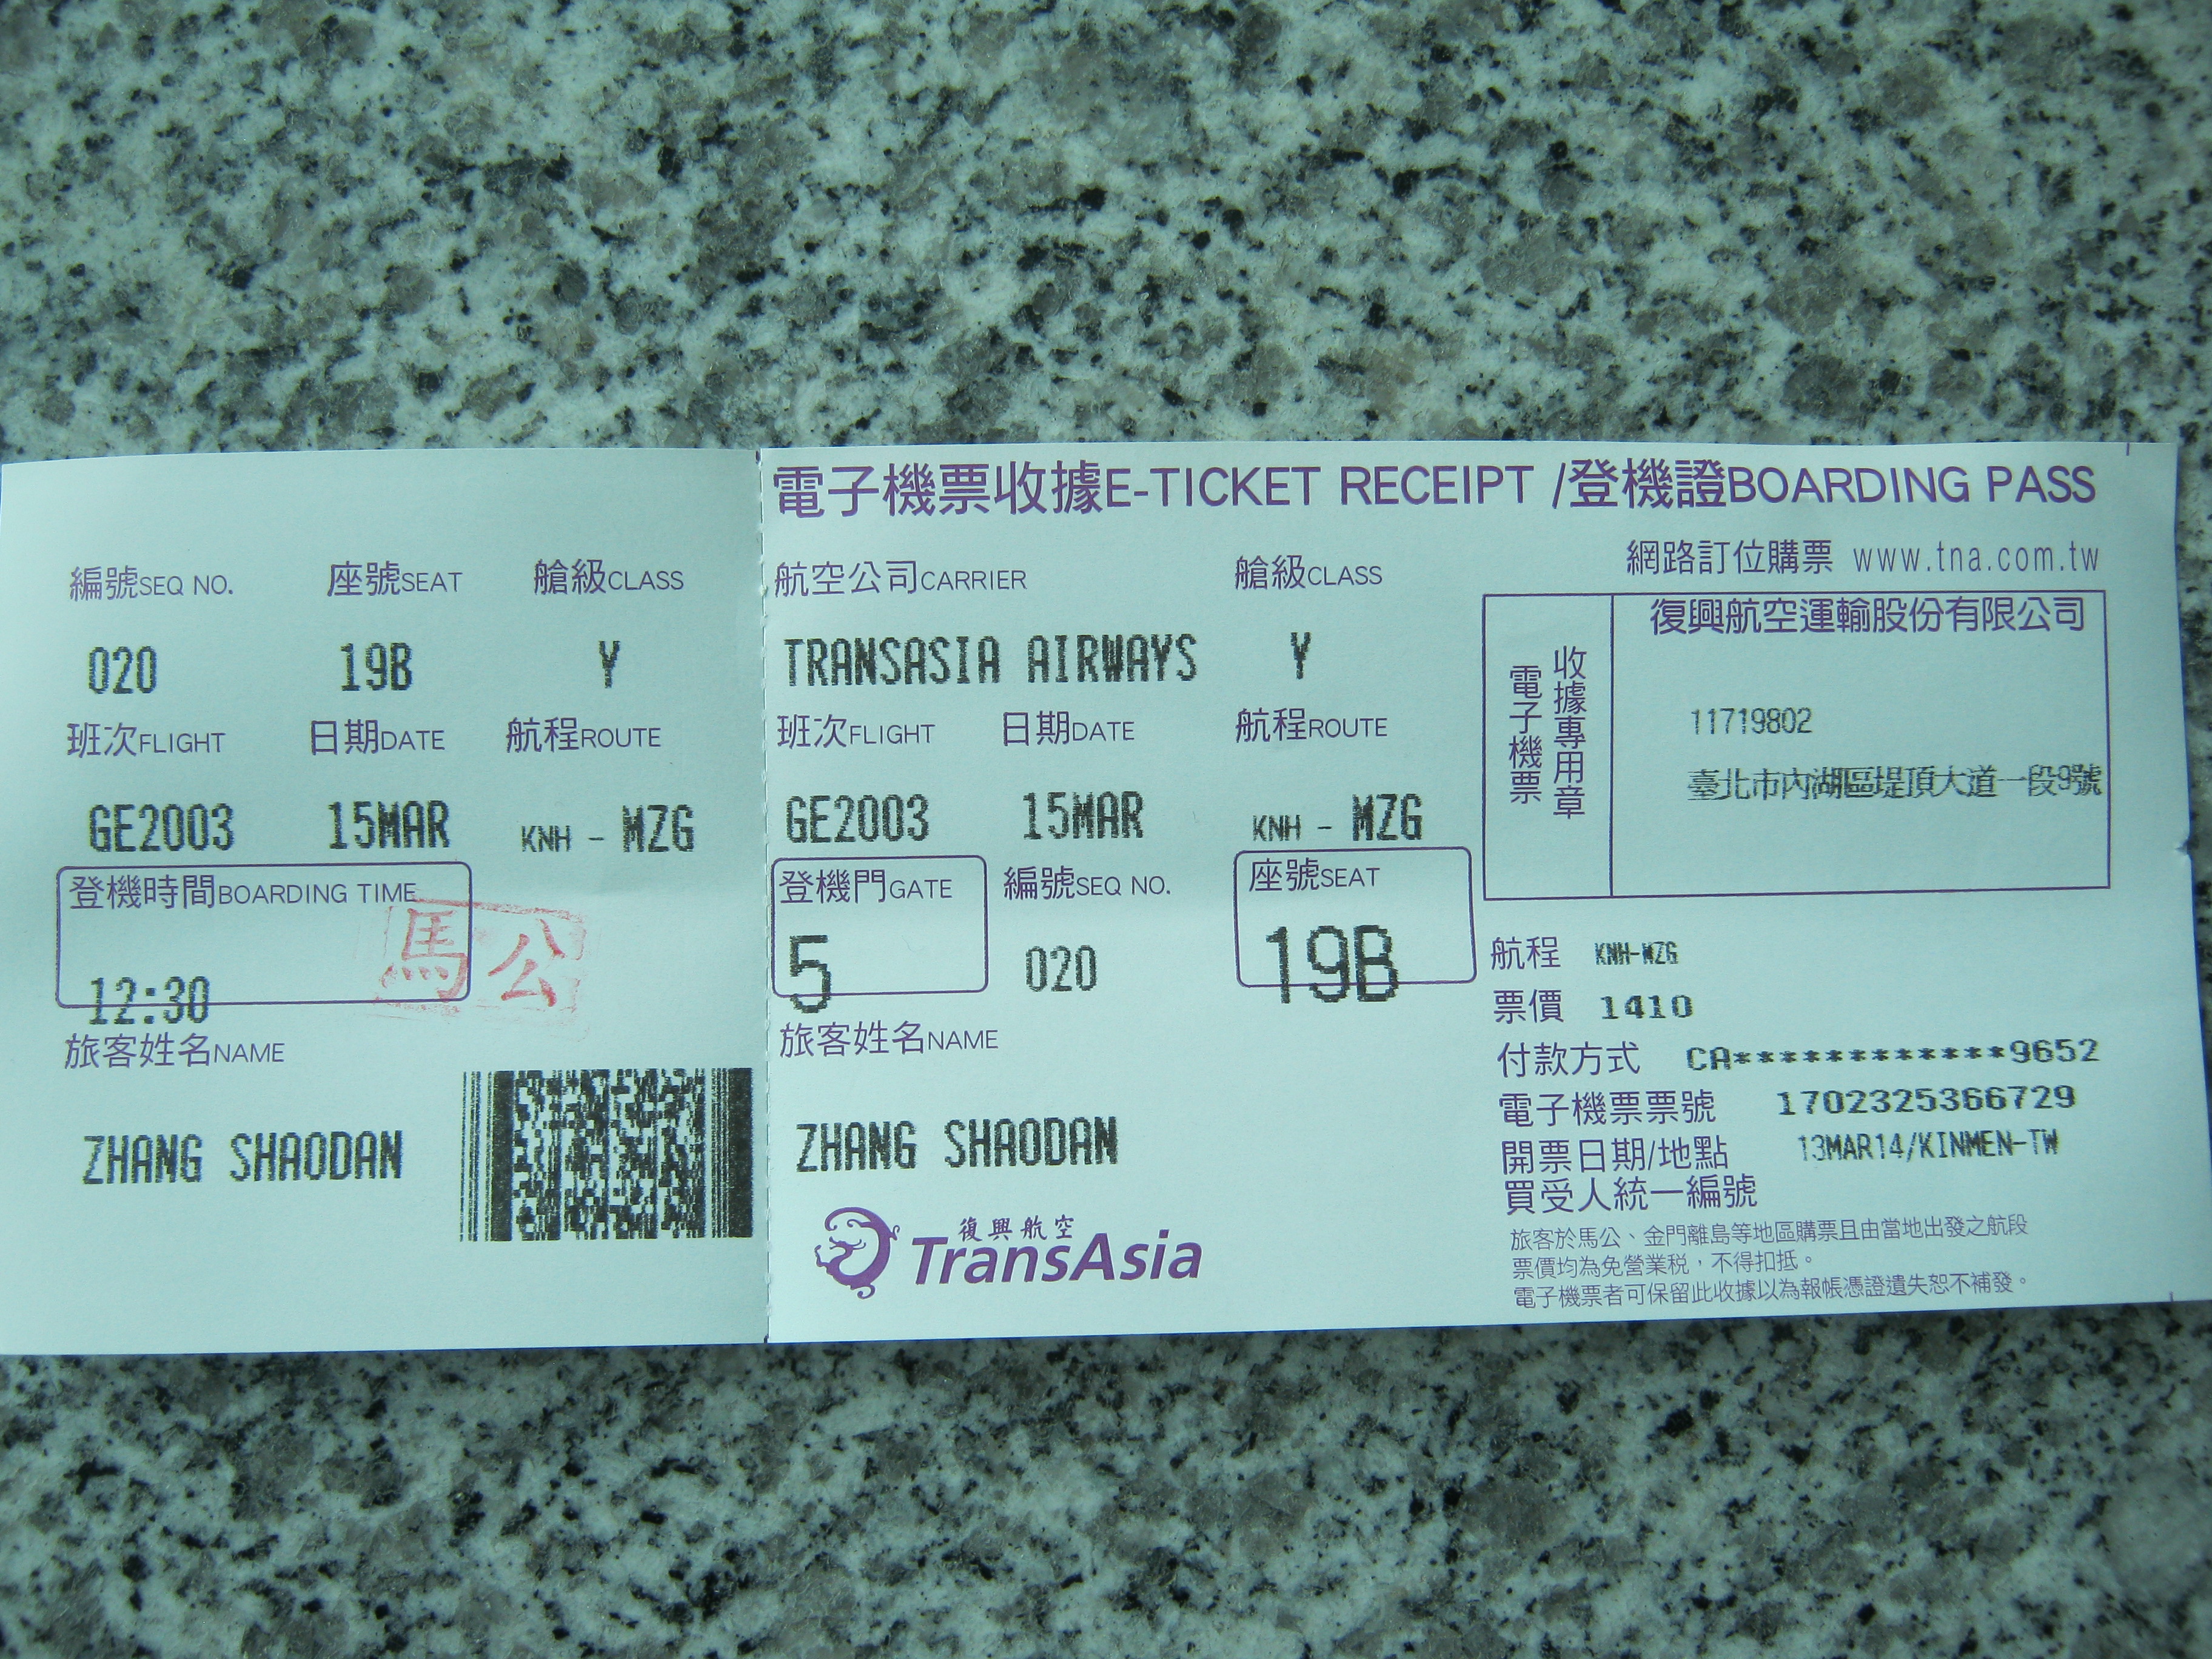 編號SEQ NO. 座號SEAT 艙級CLASS
020 19B Y
班次FLIGHT 日期DATE 航程ROUTE
GE2003 15MAR KNH - MZG
登機時間BOARDING TIME
馬公
12:30
旅客姓名NAME
ZHANG SHAODAN
電子機票收據E-TICKET RECEIPT /登機證BOARDING PASS
航空公司CARRIER 艙級CLASS
TRANSASIA AIRWAYS Y
班次FLIGHT 日期DATE 航程ROUTE
GE2003 15MAR KNH - MZG
登機門GATE 編號SEQ NO. 座號SEAT
5 020 19B
旅客姓名NAME
ZHANG SHAODAN
復興航空
TransAsia
網路訂位購票 www.tna.com.tw
電子機票
收據專用章
復興航空運輸股份有限公司
11719802
臺北市內湖區堤頂大道一段9號
航程 KNH-MZG
票價 1410
付款方式 CA************9652
電子機票票號 1702325366729
開票日期/地點 13MAR14/KINMEN-TW
買受人統一編號
旅客於馬公、金門離島等地區購票且由當地出發之航段
票價均為免營業稅，不得扣抵。
電子機票者可保留此收據以為報帳憑證遺失恕不補發。